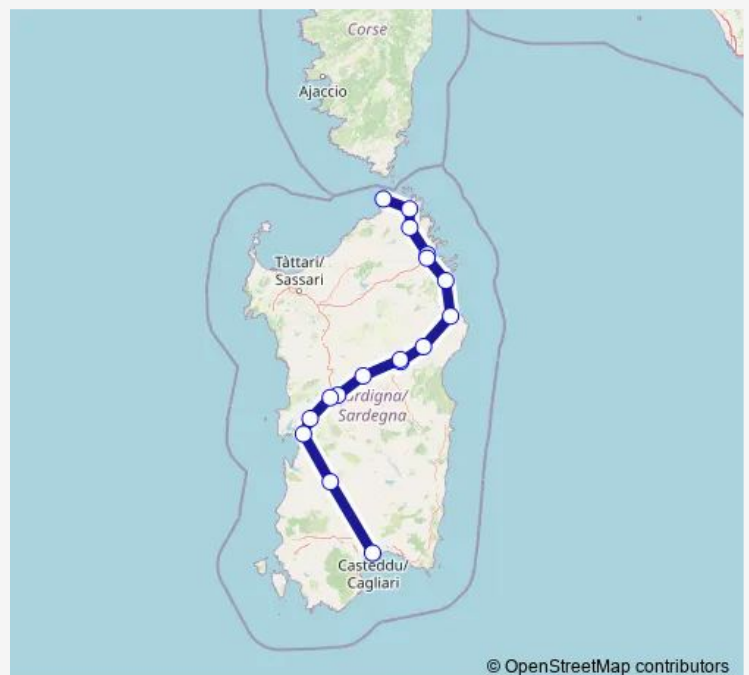 Corse
Ajaccio
Tàttari/
Sassari
ardigna/
Sardegna
Casteddu/
Cagliari
© OpenStreetMap contributors